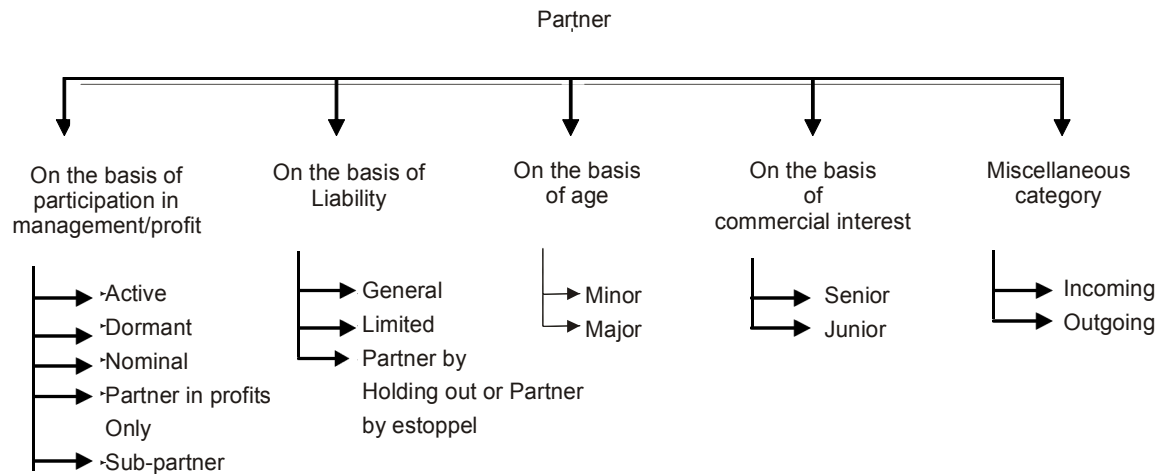 Partner
On the basis of
participation in
management/profit
Active
Dormant
Nominal
Partner in profits
Only
Sub-partner
On the basis of
Liability
General
Limited
Partner by
Holding out or Partner
by estoppel
On the basis
of age
Minor
Major
On the basis
of
commercial interest
Senior
Junior
Miscellaneous
category
Incoming
Outgoing